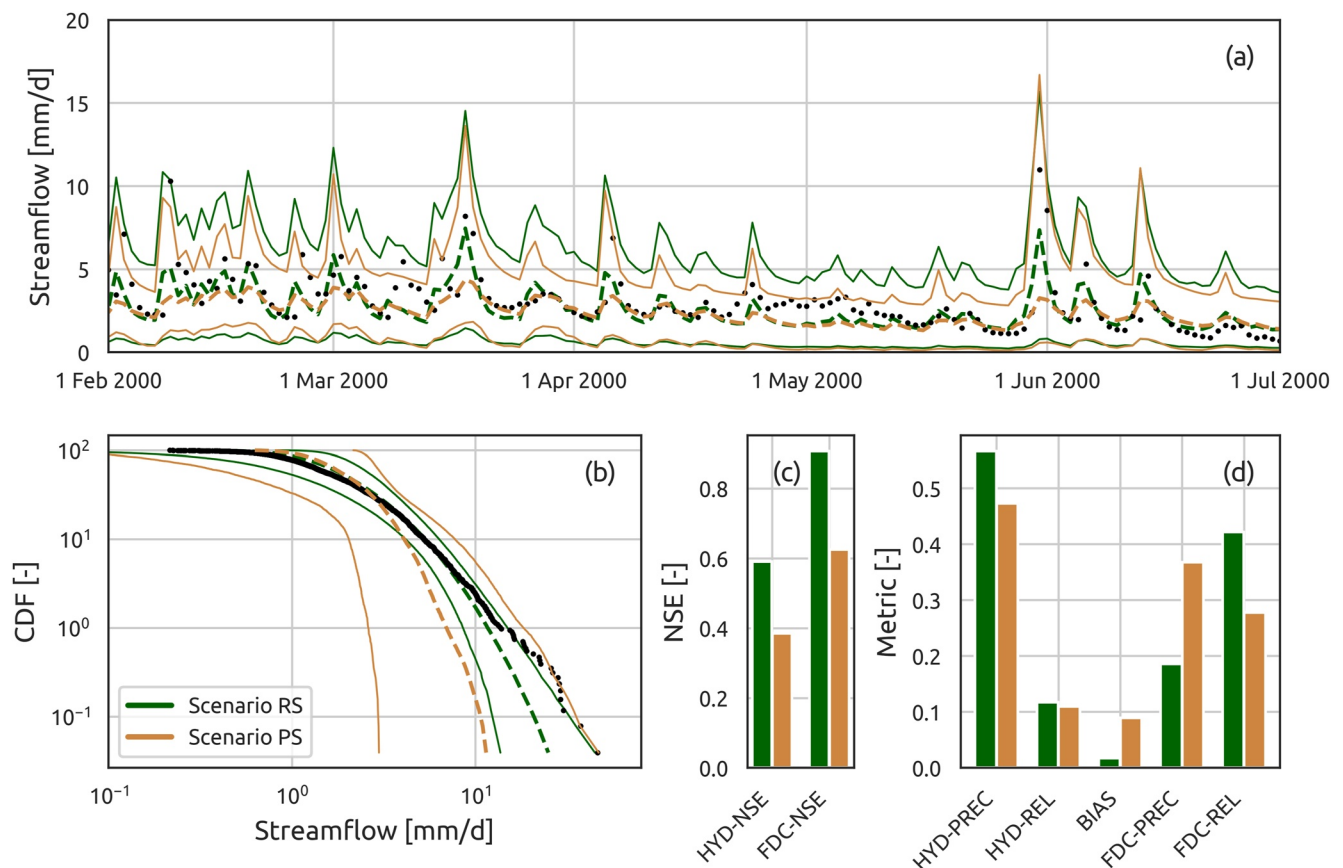 20
15
10
5
0
Streamflow [mm/d]
(a)
1 Feb 2000
1 Mar 2000
1 Apr 2000
1 May 2000
1 Jun 2000
1 Jul 2000
10²
10¹
10⁰
10⁻¹
CDF [-]
(b)
Scenario RS
Scenario PS
10⁻¹
10⁰
10¹
Streamflow [mm/d]
0.8
0.6
0.4
0.2
0.0
NSE [-]
(c)
HYD-NSE
FDC-NSE
0.5
0.4
0.3
0.2
0.1
0.0
Metric [-]
(d)
HYD-PREC
HYD-REL
BIAS
FDC-PREC
FDC-REL